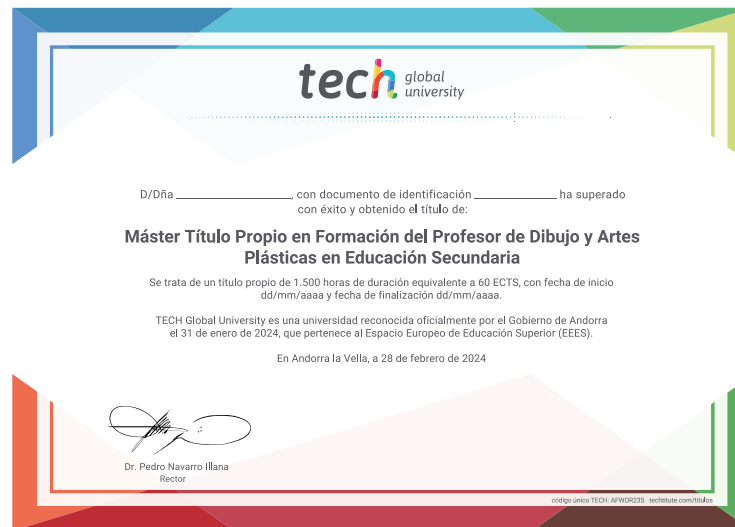 tech global university
D/Dña ____________________, con documento de identificación ______________ ha superado
con éxito y obtenido el título de:
Máster Título Propio en Formación del Profesor de Dibujo y Artes
Plásticas en Educación Secundaria
Se trata de un título propio de 1.500 horas de duración equivalente a 60 ECTS, con fecha de inicio
dd/mm/aaaa y fecha de finalización dd/mm/aaaa.
TECH Global University es una universidad reconocida oficialmente por el Gobierno de Andorra
el 31 de enero de 2024, que pertenece al Espacio Europeo de Educación Superior (EEES).
En Andorra la Vella, a 28 de febrero de 2024
Dr. Pedro Navarro Illana
Rector
código único TECH: AFWOR23S techtitute.com/titulos